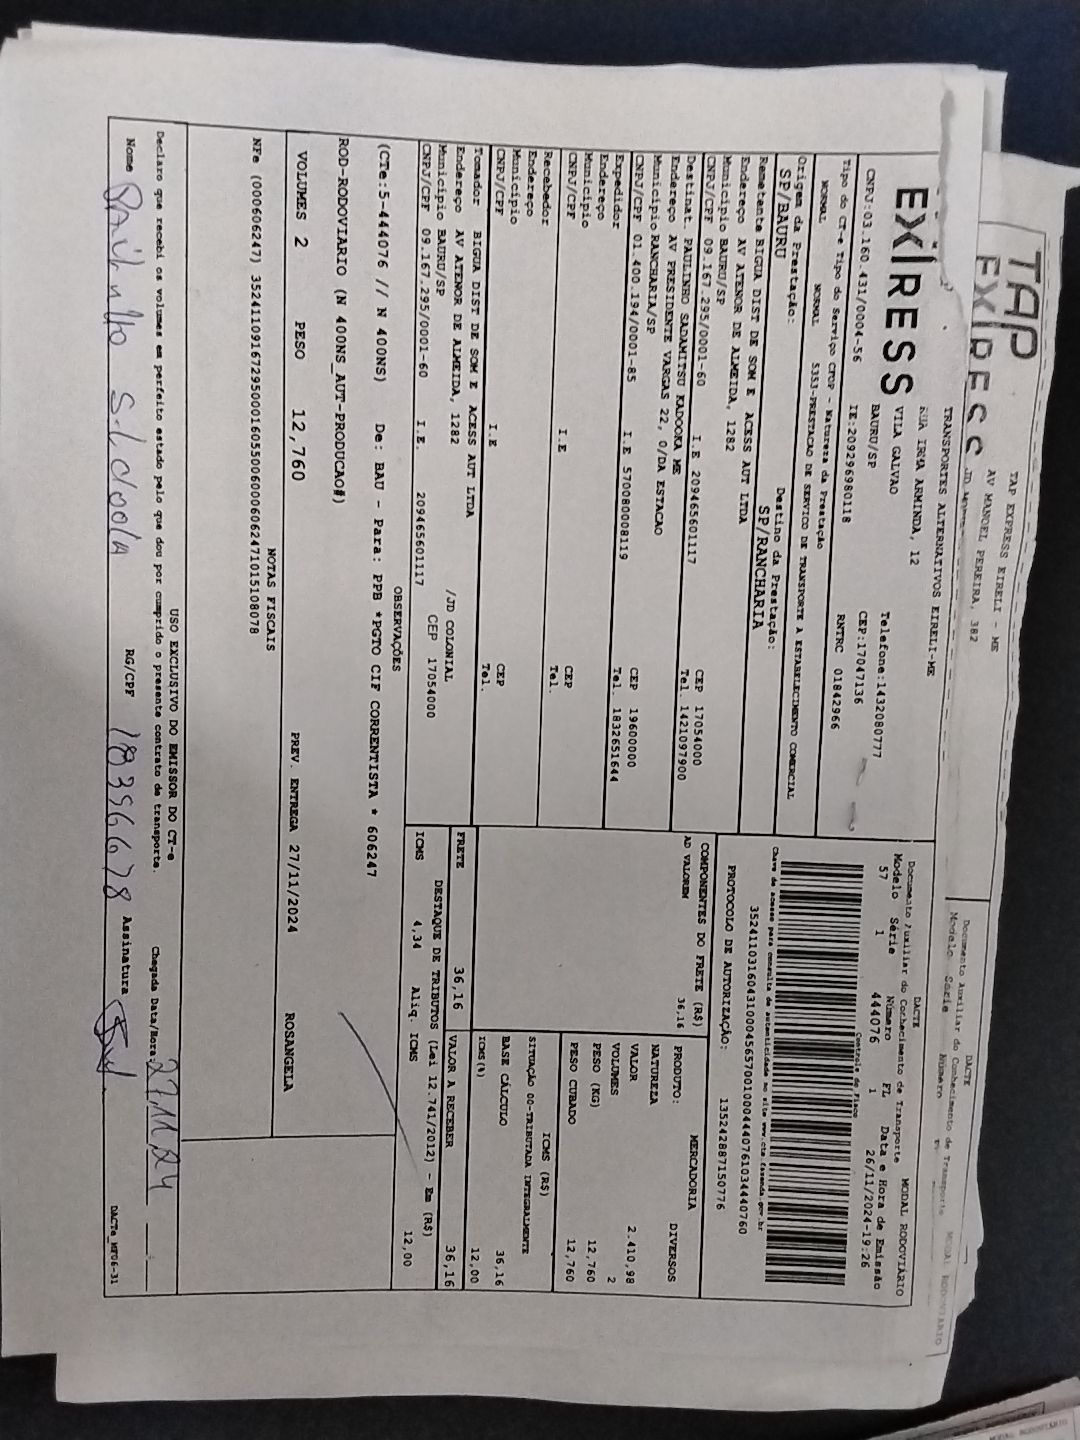 TAP
EX|RESS
TAP EXPRESS EIRELI - ME
AV MANOEL PEREIRA, 382
DACTE
Documento Auxiliar do Conhecimento de Transporte MODAL RODOVIÁRIO
Modelo Série Número
EX|RESS
TRANSPORTES ALTERNATIVOS EIRELI-ME
RUA IRMA ARMINDA, 12
VILA GALVAO
BAURU/SP
Telefone:1432080777
CEP:17047136
CNPJ:03.160.431/0004-56 IE:209296980118 RNTRC 01842966
DACTE
Documento Auxiliar do Conhecimento de Transporte MODAL RODOVIÁRIO
Modelo Série Número FL Data e Hora de Emissão
57 1 444076 1 26/11/2024-19:26
Controle do Fisco
Tipo do CT-e Tipo do Serviço CFOP - Natureza da Prestação
NORMAL NORMAL 5353-PRESTACAO DE SERVICO DE TRANSPORTE A ESTABELECIMENTO COMERCIAL
Chave de acesso para consulta de autenticidade no site www.cte.fazenda.gov.br
Origem da Prestação: Destino da Prestação:
SP/BAURU SP/RANCHARIA
PROTOCOLO DE AUTORIZAÇÃO: 135242887150776
Remetente BIGUA DIST DE SOM E ACESS AUT LTDA
Endereço AV ATENOR DE ALMEIDA, 1282
Município BAURU/SP CEP 17054000
CNPJ/CPF 09.167.295/0001-60 I.E 209465601117 Tel. 1421097900
Destinat. PAULINHO SADAMITSU KADOOKA ME
Endereço AV PRESIDENTE VARGAS 22, 0/DA ESTACAO
Município RANCHARIA/SP CEP 19600000
CNPJ/CPF 01.400.194/0001-85 I.E 570080008119 Tel. 1832651644
Expedidor
Endereço
Município CEP
CNPJ/CPF I.E Tel.
Recebedor
Endereço
Município CEP
CNPJ/CPF I.E Tel.
Tomador BIGUA DIST DE SOM E ACESS AUT LTDA
Endereço AV ATENOR DE ALMEIDA, 1282 /JD COLONIAL
Município BAURU/SP CEP 17054000
CNPJ/CPF 09.167.295/0001-60 I.E. 209465601117
COMPONENTES DO FRETE (R$)
AD VALOREM 36,16
PRODUTO: MERCADORIA
NATUREZA DIVERSOS
VALOR 2.410,98
VOLUMES 2
PESO (KG) 12,760
PESO CUBADO 12,760
ICMS (R$)
SITUAÇÃO 00-TRIBUTADA INTEGRALMENTE
BASE CÁLCULO 36,16
ICMS(%) 12,00
FRETE 36,16 VALOR A RECEBER 36,16
DESTAQUE DE TRIBUTOS (Lei 12.741/2012) - Em (R$)
ICMS 4,34 Aliq. ICMS 12,00
OBSERVAÇÕES
(CTe:5-444076 // N 400NS) De: BAU - Para: PPB *PGTO CIF CORRENTISTA * 606247
ROD-RODOVIARIO (N 400NS_AUT-PRODUCAO#)
VOLUMES 2 PESO 12,760 PREV. ENTREGA 27/11/2024 ROSANGELA
NOTAS FISCAIS
NFe (000606247) 35241109167295000160550060006062471015108078
USO EXCLUSIVO DO EMISSOR DO CT-e
Declaro que recebi os volumes em perfeito estado pelo que dou por cumprido o presente contrato de transporte. Chegada Data/Hora: 27.11.24
Nome RG/CPF 183966678 Assinatura
DACTe_MF06-31